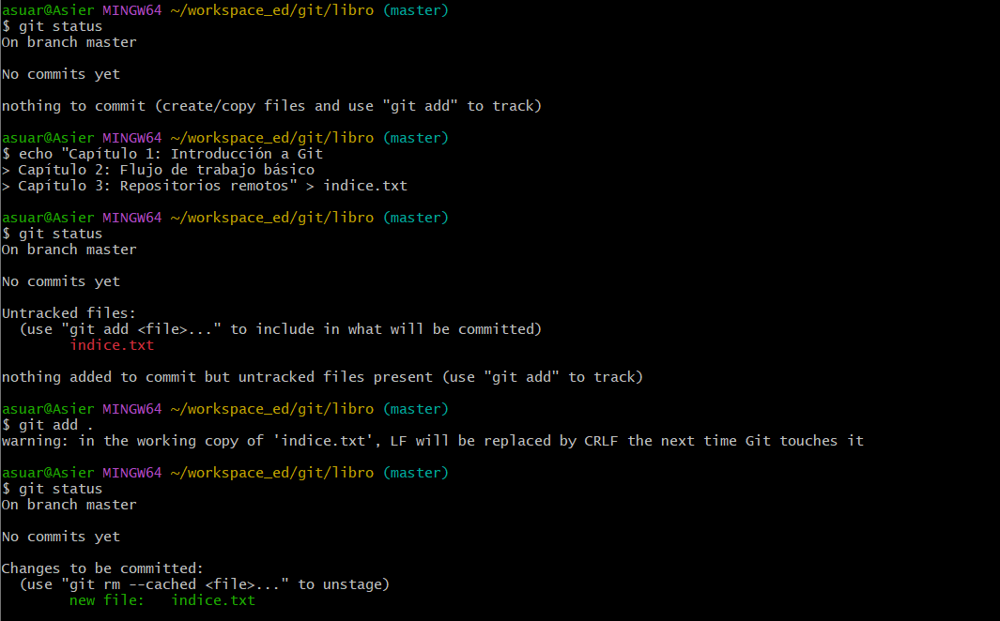 asuar@Asier MINGW64 ~/workspace_ed/git/libro (master)
$ git status
On branch master
No commits yet
nothing to commit (create/copy files and use "git add" to track)
asuar@Asier MINGW64 ~/workspace_ed/git/libro (master)
$ echo "Capítulo 1: Introducción a Git
> Capítulo 2: Flujo de trabajo básico
> Capítulo 3: Repositorios remotos" > indice.txt
asuar@Asier MINGW64 ~/workspace_ed/git/libro (master)
$ git status
On branch master
No commits yet
Untracked files:
  (use "git add <file>..." to include in what will be committed)
        indice.txt
nothing added to commit but untracked files present (use "git add" to track)
asuar@Asier MINGW64 ~/workspace_ed/git/libro (master)
$ git add .
warning: in the working copy of 'indice.txt', LF will be replaced by CRLF the next time Git touches it
asuar@Asier MINGW64 ~/workspace_ed/git/libro (master)
$ git status
On branch master
No commits yet
Changes to be committed:
  (use "git rm --cached <file>..." to unstage)
        new file:   indice.txt